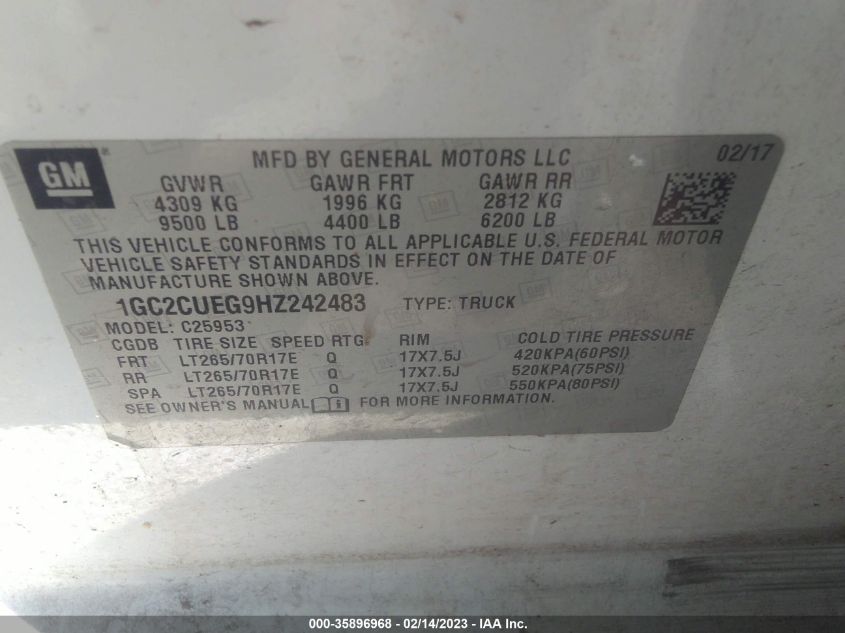 GM
MFD BY GENERAL MOTORS LLC 02/17
GVWR GAWR FRT GAWR RR
4309 KG 1996 KG 2812 KG
9500 LB 4400 LB 6200 LB
THIS VEHICLE CONFORMS TO ALL APPLICABLE U.S. FEDERAL MOTOR
VEHICLE SAFETY STANDARDS IN EFFECT ON THE DATE OF
MANUFACTURE SHOWN ABOVE.
1GC2CUEG9HZ242483 TYPE: TRUCK
MODEL: C25953
CGDB TIRE SIZE SPEED RTG RIM COLD TIRE PRESSURE
FRT LT265/70R17E Q 17X7.5J 420KPA(60PSI)
RR LT265/70R17E Q 17X7.5J 520KPA(75PSI)
SPA LT265/70R17E Q 17X7.5J 550KPA(80PSI)
SEE OWNER'S MANUAL FOR MORE INFORMATION.
000-35896968 — 02/14/2023 — IAA Inc.